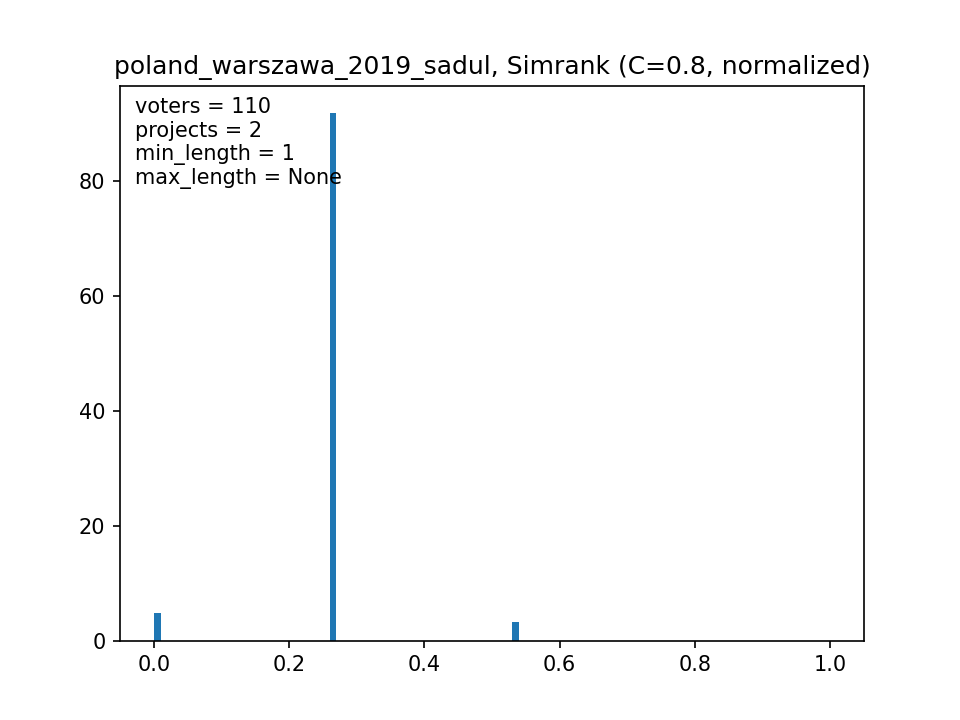 poland_warszawa_2019_sadul, Simrank (C=0.8, normalized)
voters = 110
projects = 2
min_length = 1
max_length = None
80
60
40
20
0
0.0 0.2 0.4 0.6 0.8 1.0